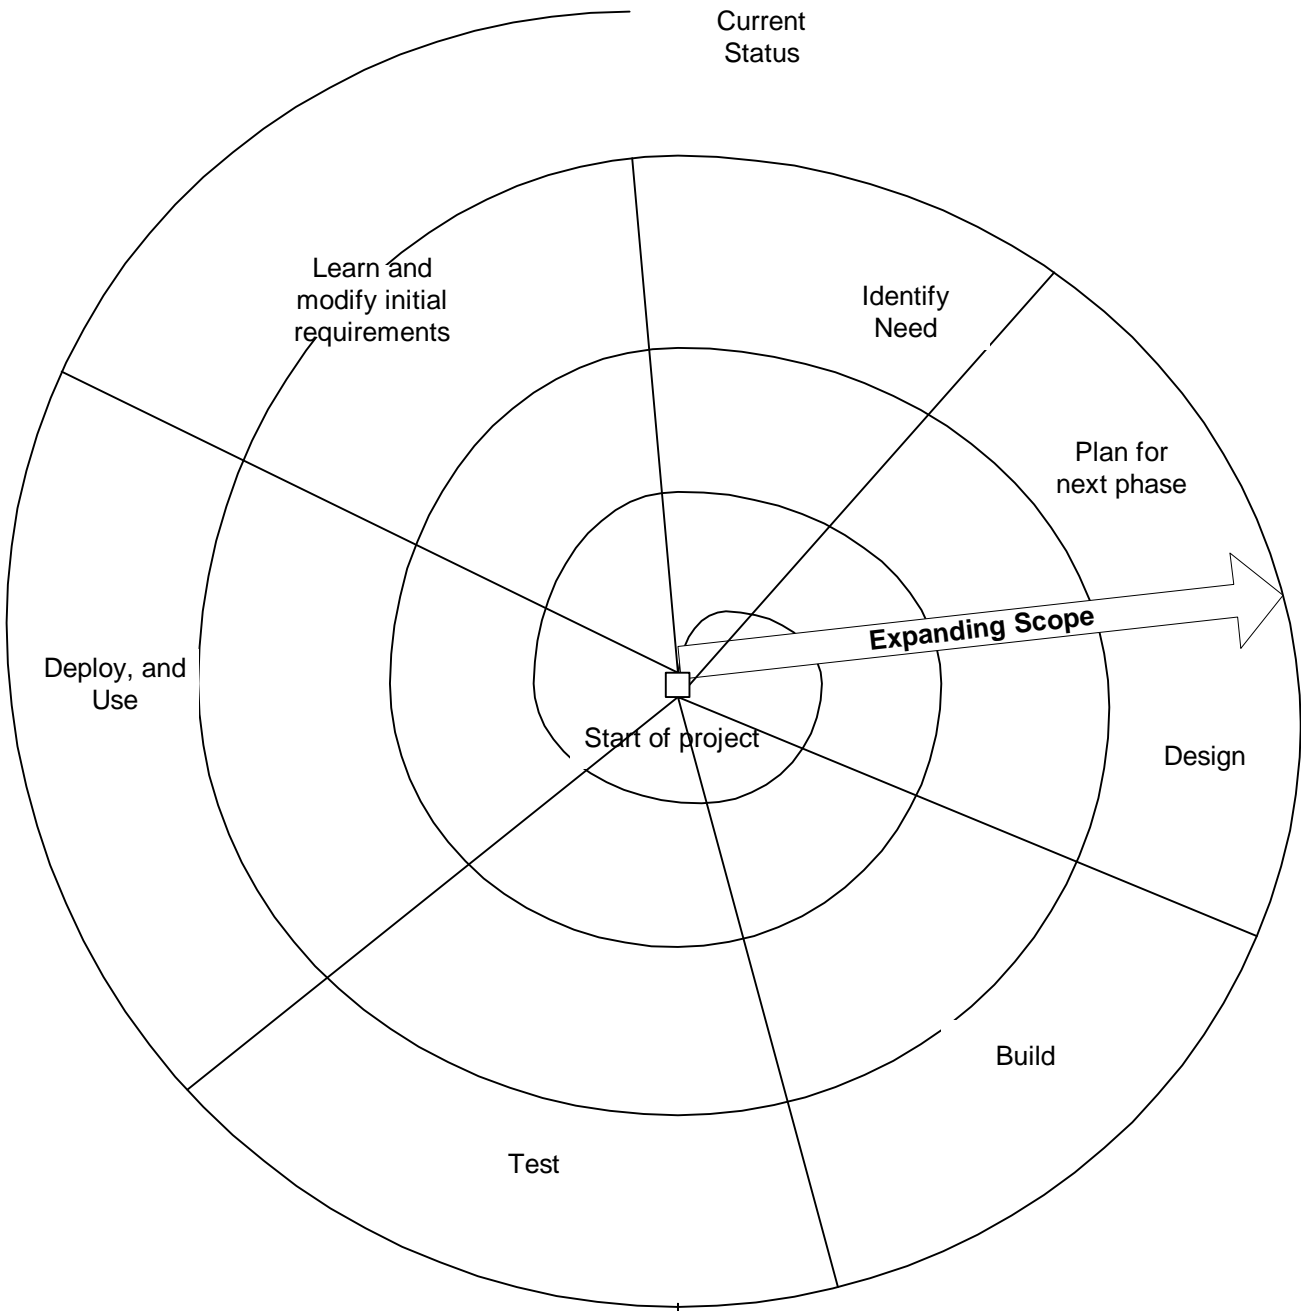 Current
Status
Learn and
modify initial
requirements
Identify
Need
Plan for
next phase
Expanding Scope
Deploy, and
Use
Start of project
Design
Build
Test